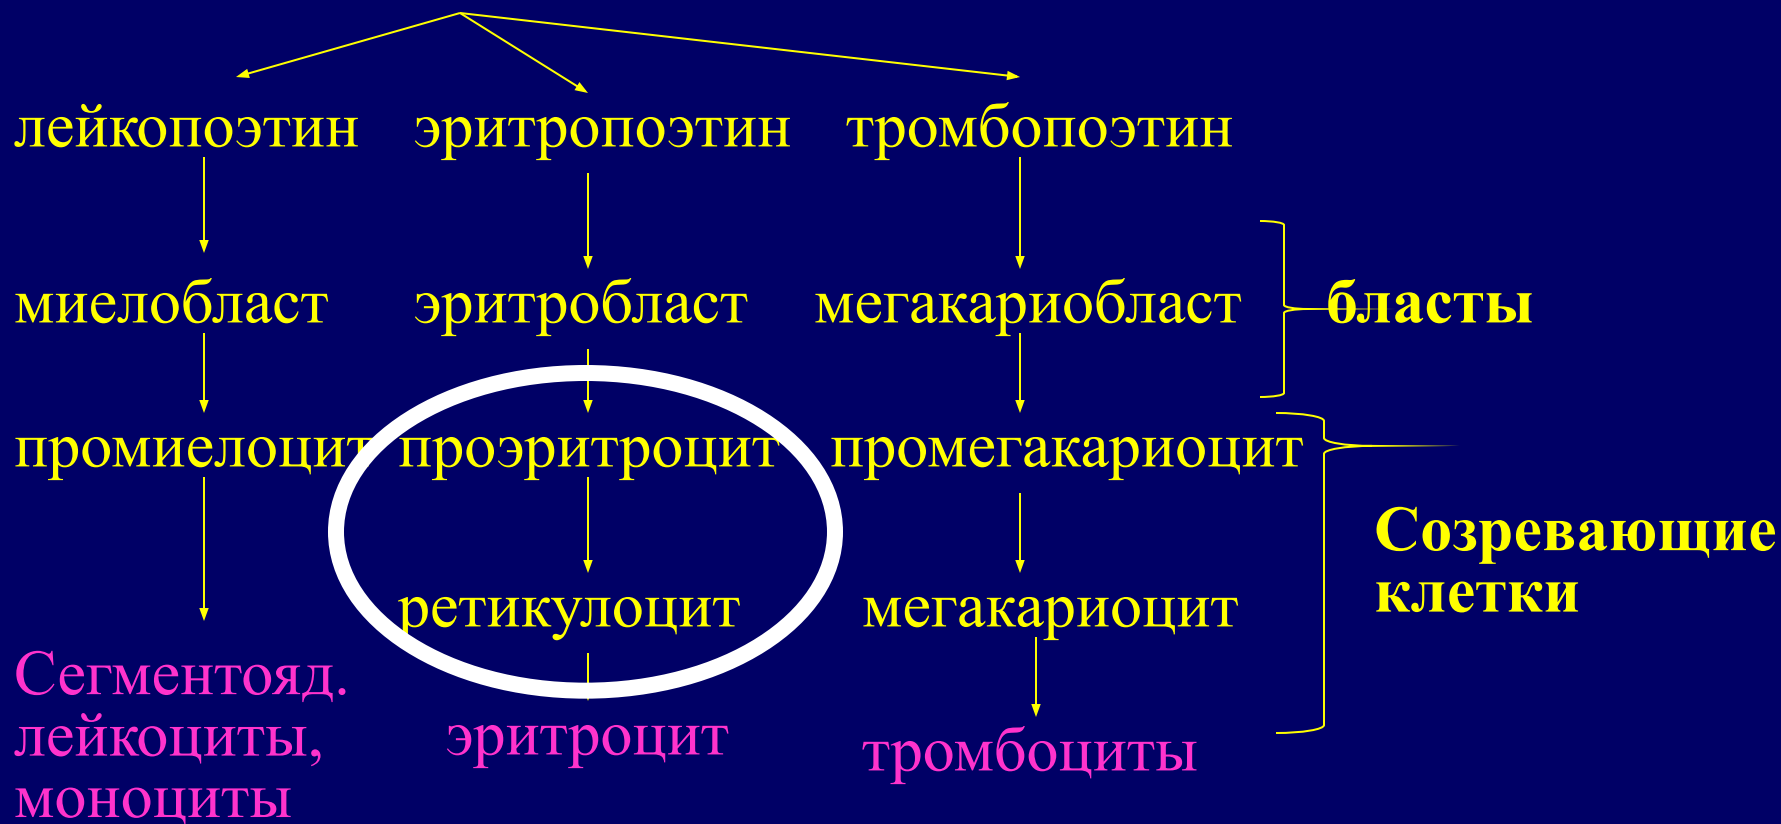 лейкопоэтин эритропоэтин тромбопоэтин
миелобласт эритробласт мегакариобласт бласты
промиелоцит проэритроцит промегакариоцит
Созревающие
клетки
ретикулоцит мегакариоцит
Сегментояд.
лейкоциты,
моноциты
эритроцит
тромбоциты